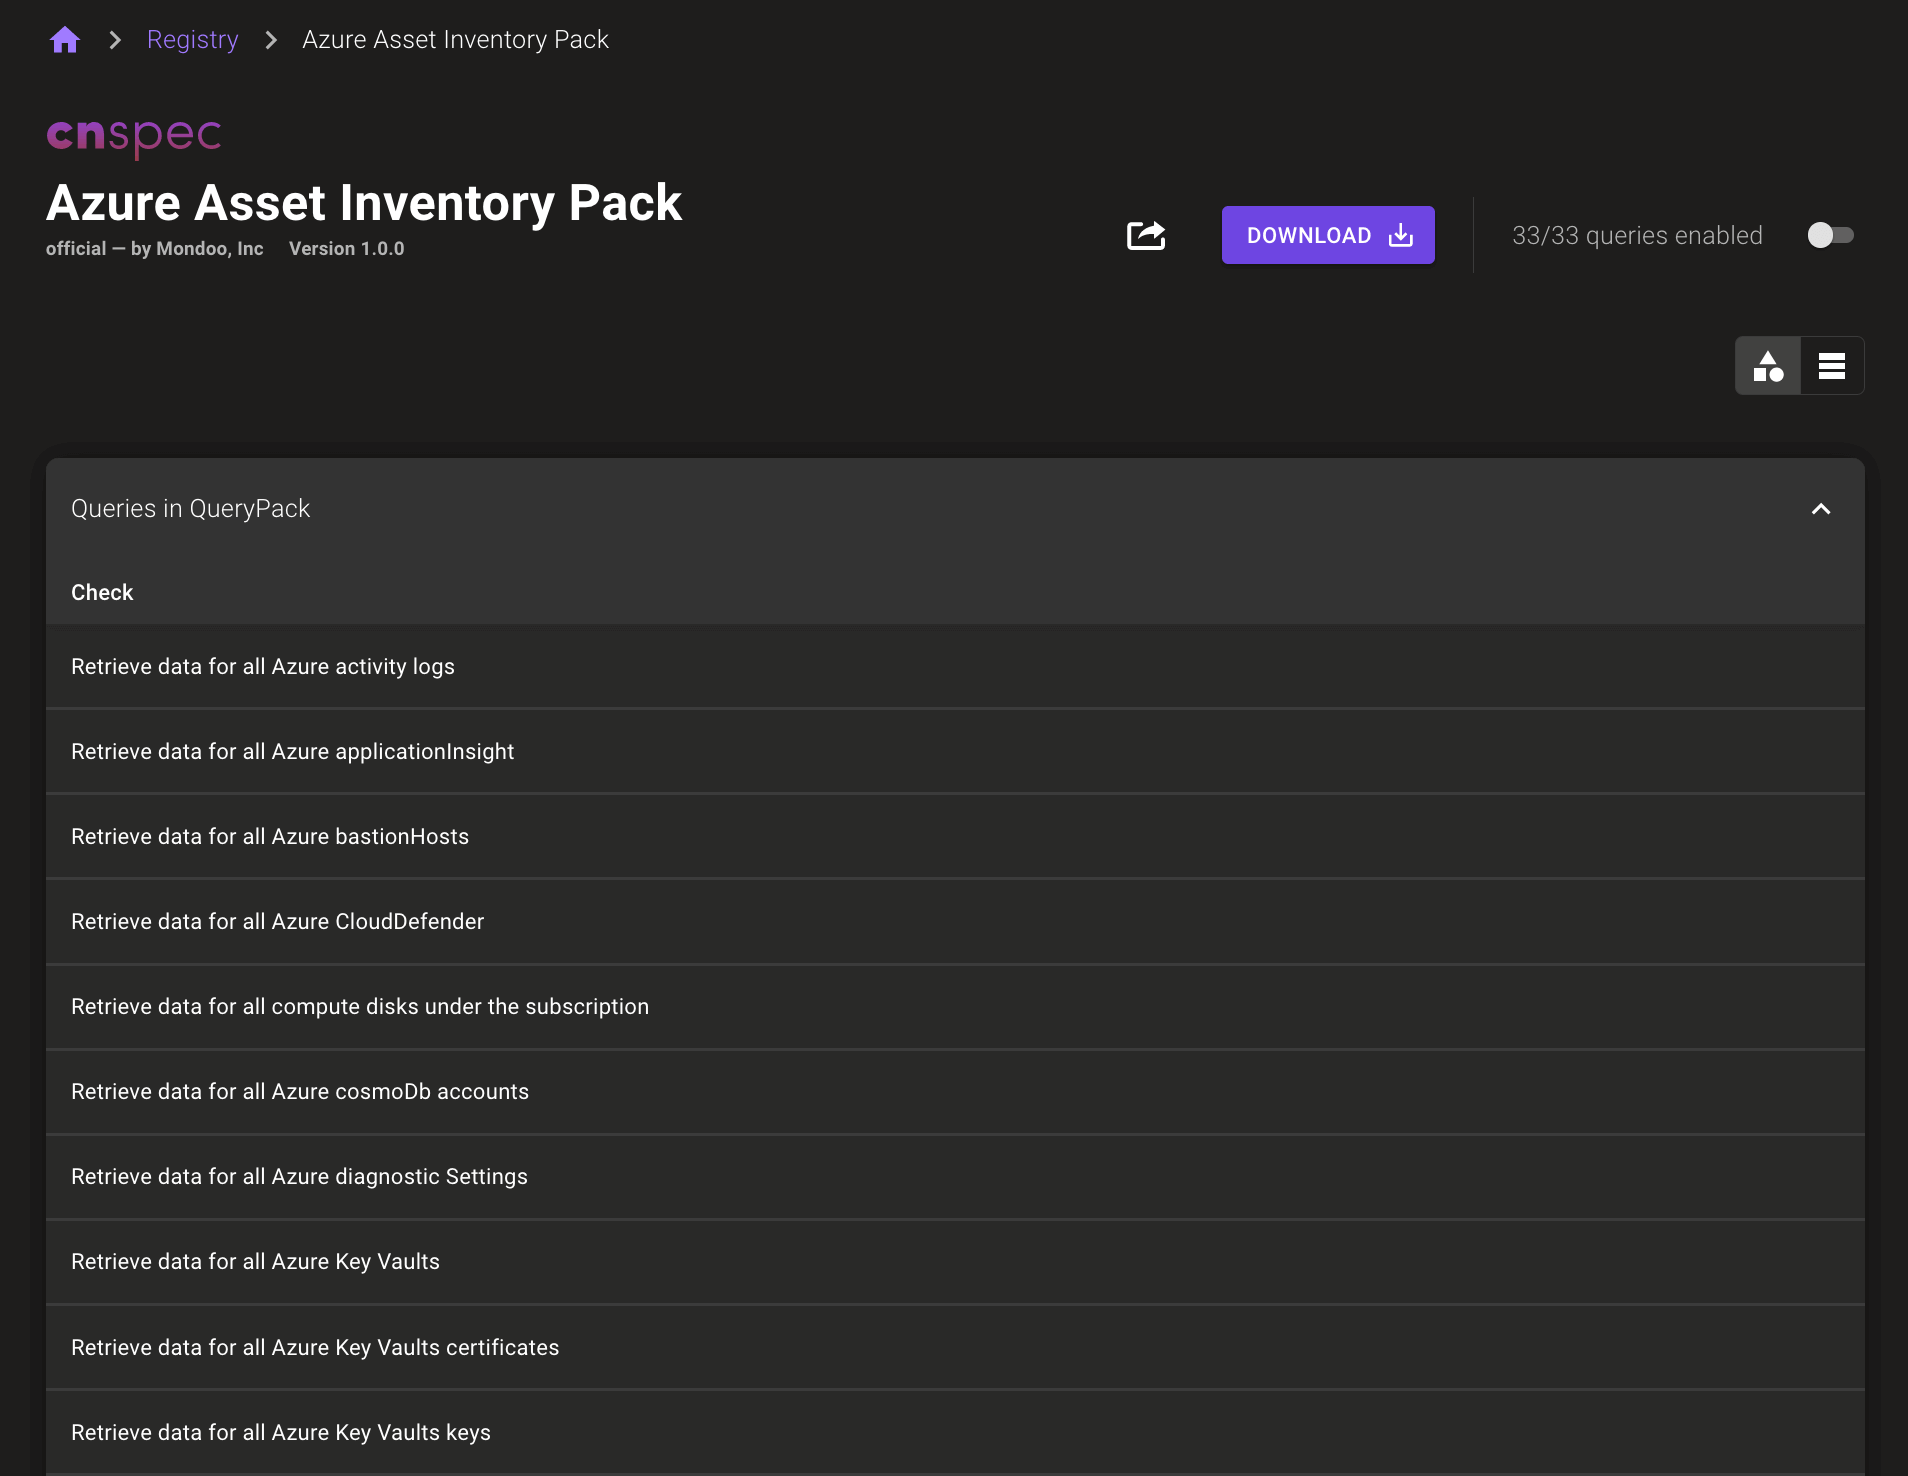 Registry
Azure Asset Inventory Pack
cnspec
Azure Asset Inventory Pack
official — by Mondoo, Inc Version 1.0.0
DOWNLOAD
33/33 queries enabled
Queries in QueryPack
Check
Retrieve data for all Azure activity logs
Retrieve data for all Azure applicationInsight
Retrieve data for all Azure bastionHosts
Retrieve data for all Azure CloudDefender
Retrieve data for all compute disks under the subscription
Retrieve data for all Azure cosmoDb accounts
Retrieve data for all Azure diagnostic Settings
Retrieve data for all Azure Key Vaults
Retrieve data for all Azure Key Vaults certificates
Retrieve data for all Azure Key Vaults keys